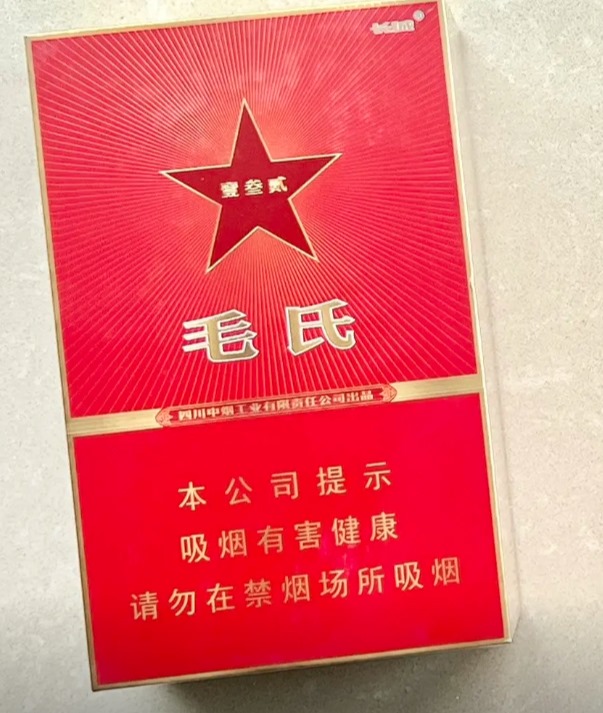 壹叁贰
毛氏
四川中烟工业有限责任公司出品
本公司提示
吸烟有害健康
请勿在禁烟场所吸烟